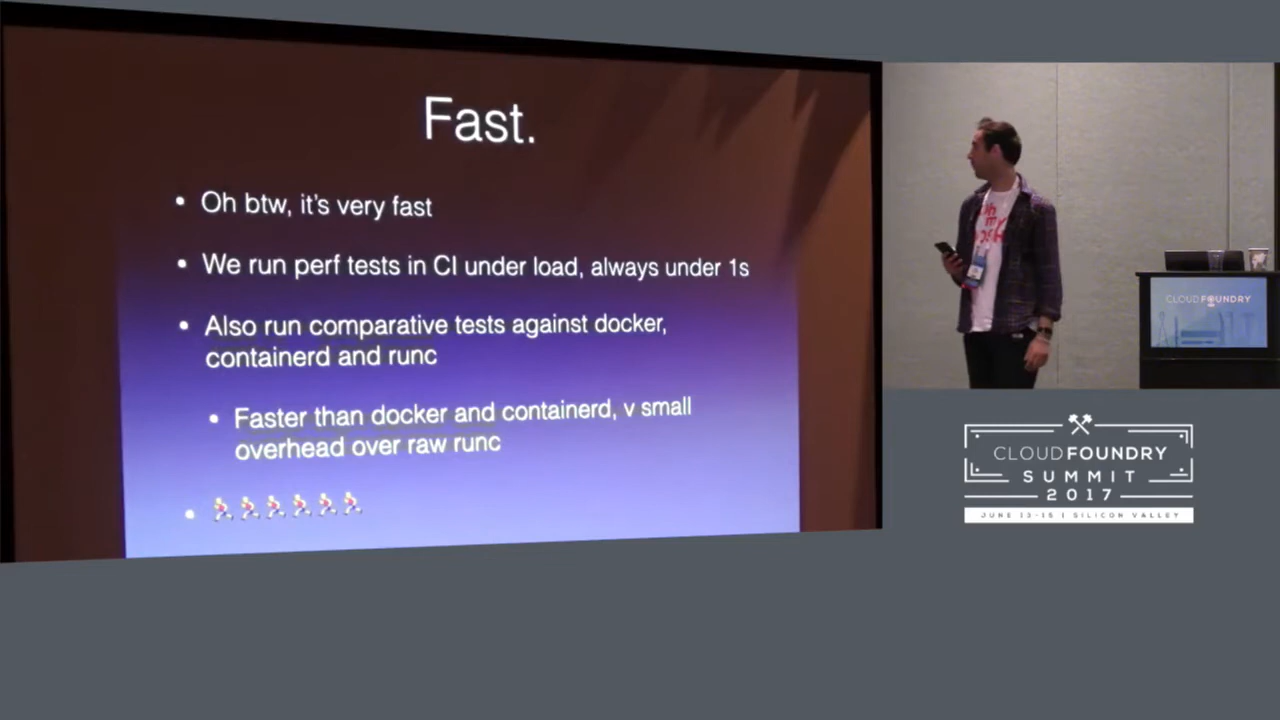 Fast.
• Oh btw, it's very fast
• We run perf tests in CI under load, always under 1s
• Also run comparative tests against docker,
containerd and runc
• Faster than docker and containerd, v small
overhead over raw runc
• 🏃🏃🏃🏃🏃🏃
CLOUD FOUNDRY
CLOUD FOUNDRY
SUMMIT
2017
JUNE 13-15 | SILICON VALLEY